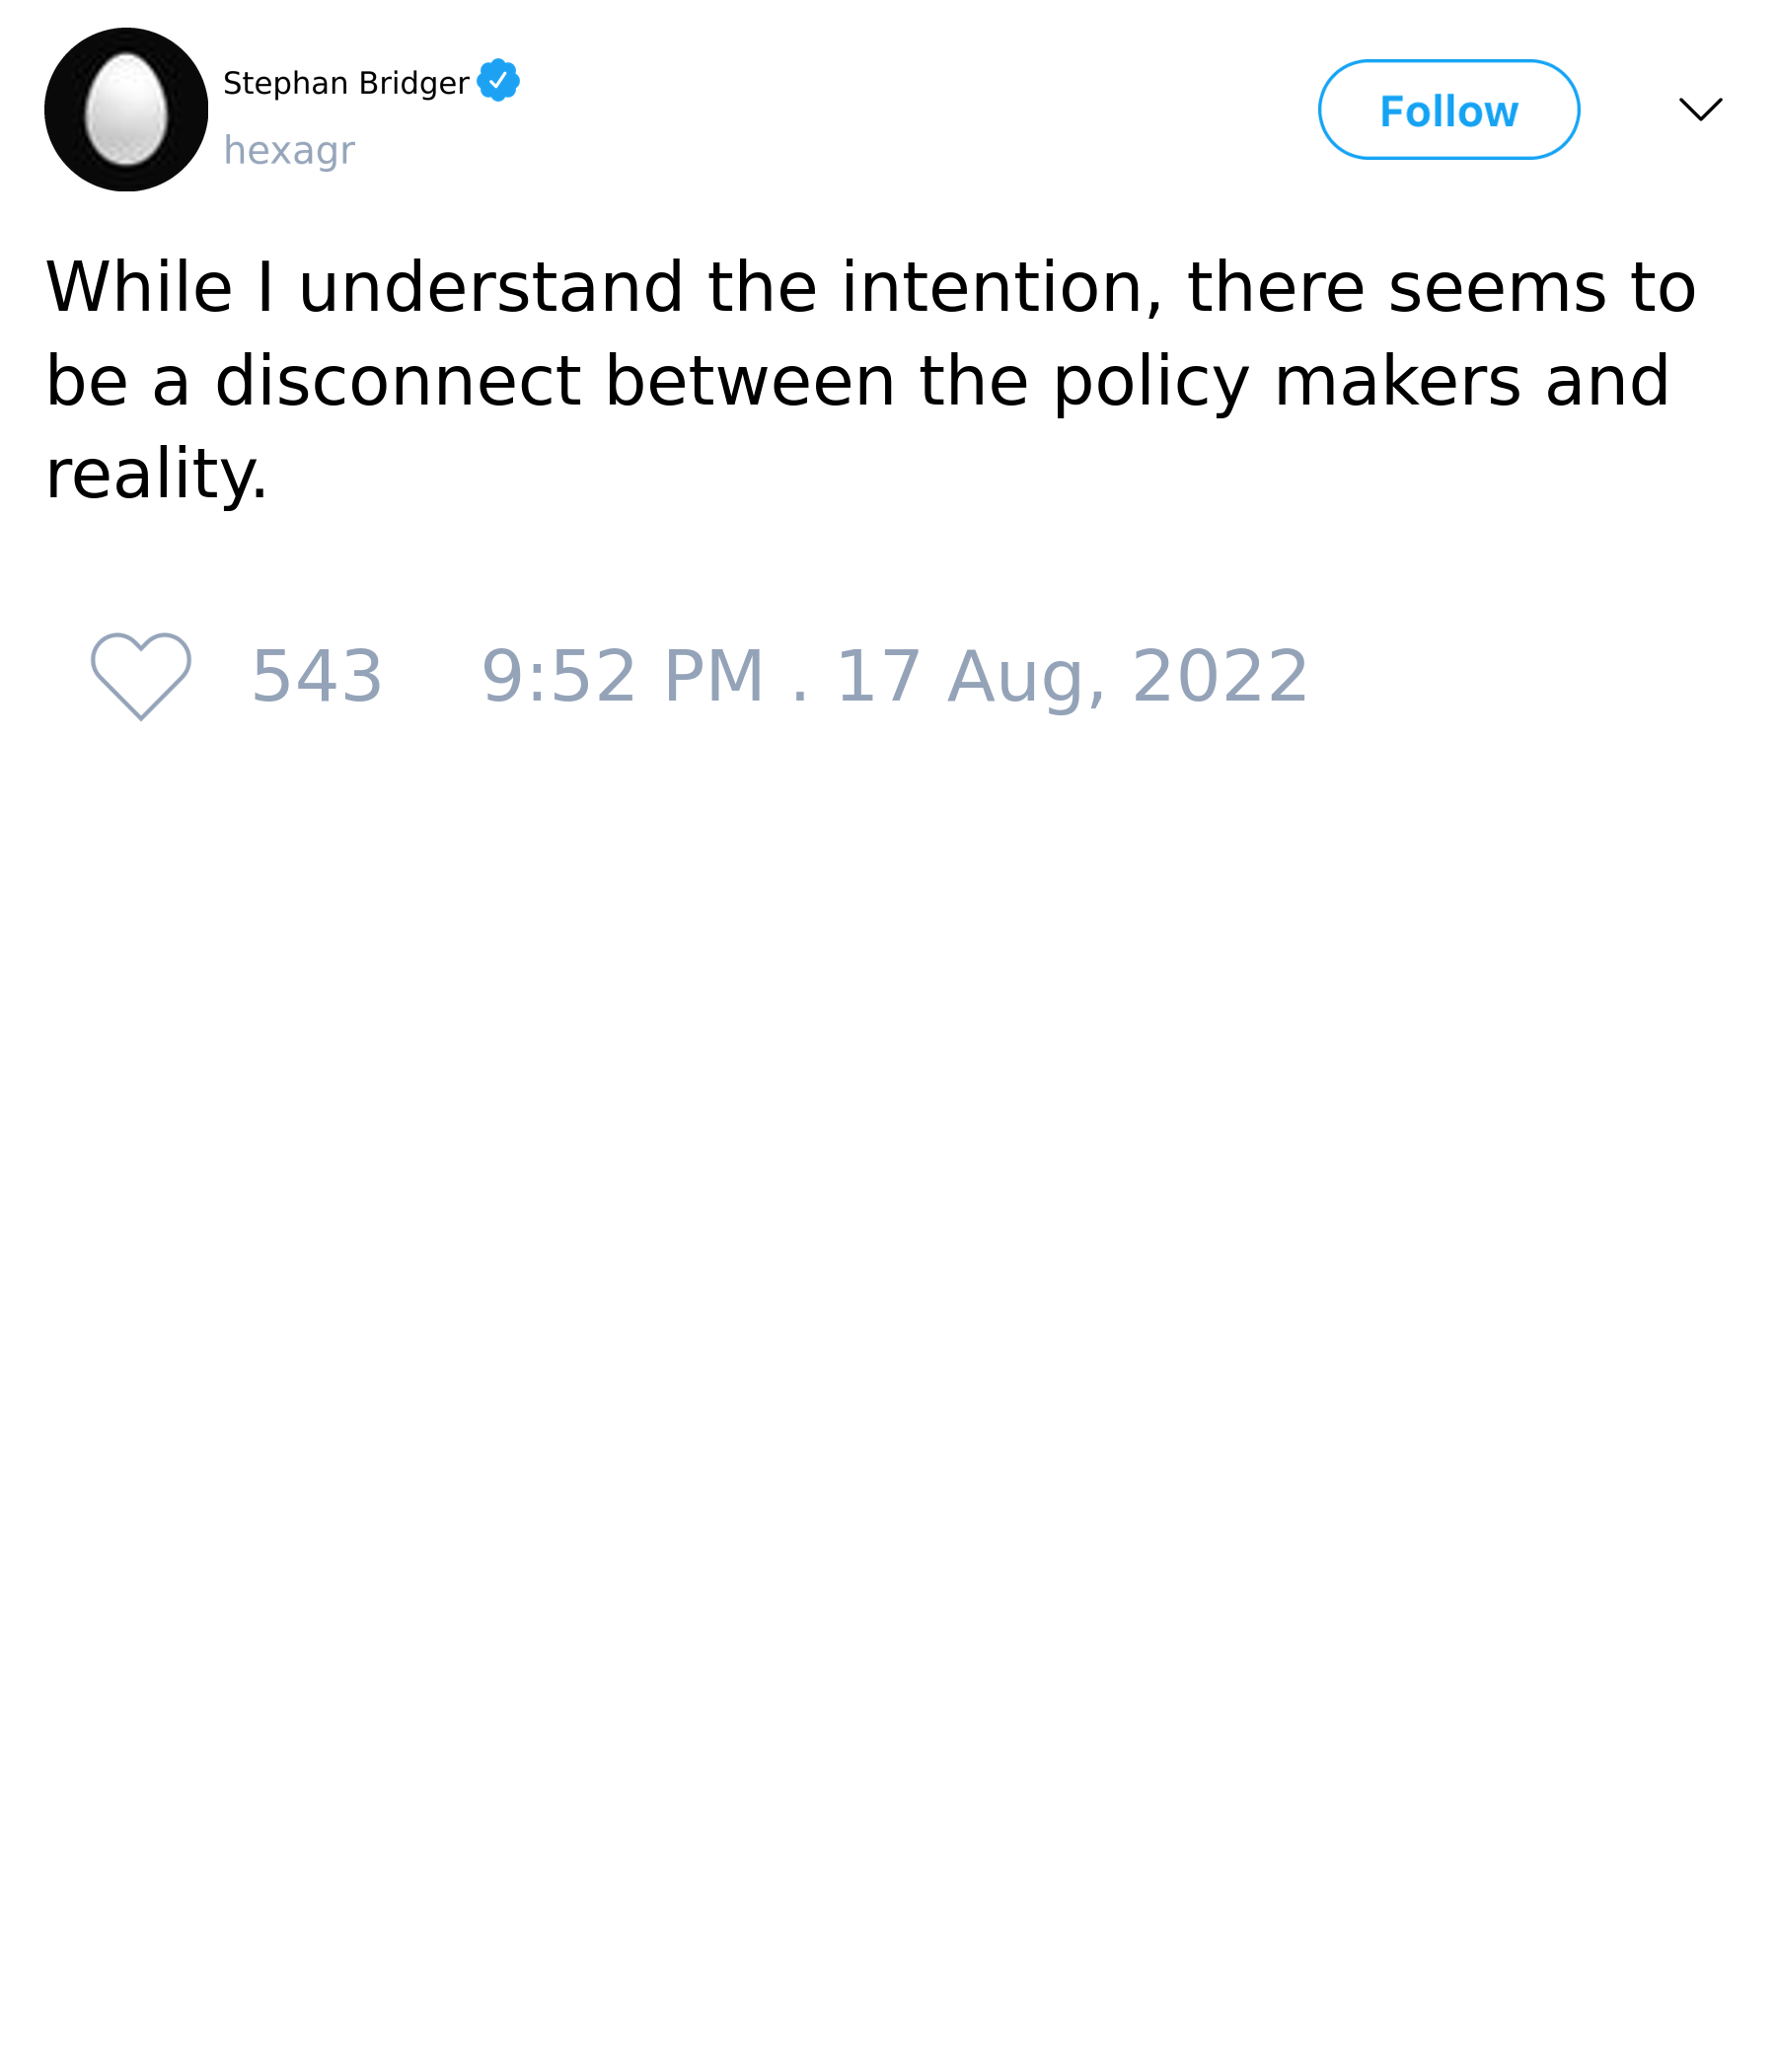 Stephan Bridger
hexagr
Follow
While I understand the intention, there seems to
be a disconnect between the policy makers and
reality.
543 9:52 PM . 17 Aug, 2022